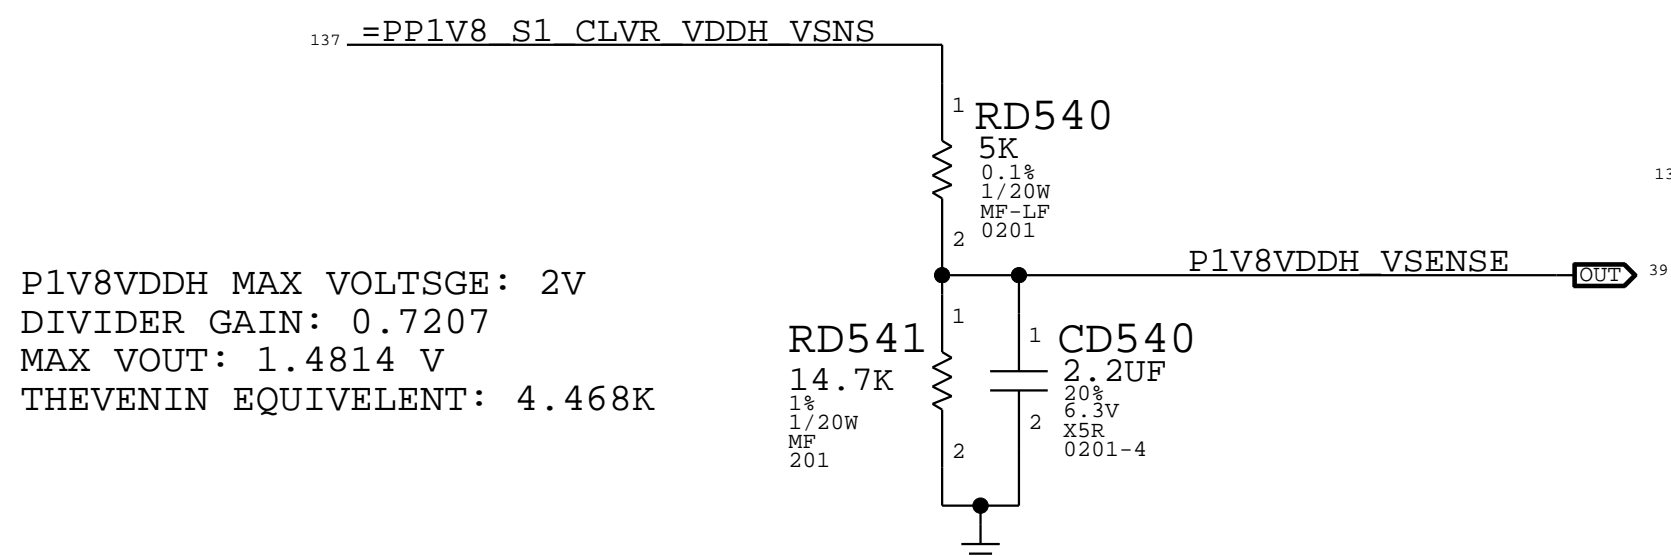 137 =PP1V8_S1_CLVR_VDDH_VSNS
1
RD540
5K
0.1%
1/20W
MF-LF
0201
2
13
P1V8VDDH_VSENSE
OUT
39
P1V8VDDH MAX VOLTSGE: 2V
DIVIDER GAIN: 0.7207
MAX VOUT: 1.4814 V
THEVENIN EQUIVELENT: 4.468K
1
RD541
14.7K
1%
1/20W
MF
201
2
1
CD540
2.2UF
20%
6.3V
X5R
0201-4
2